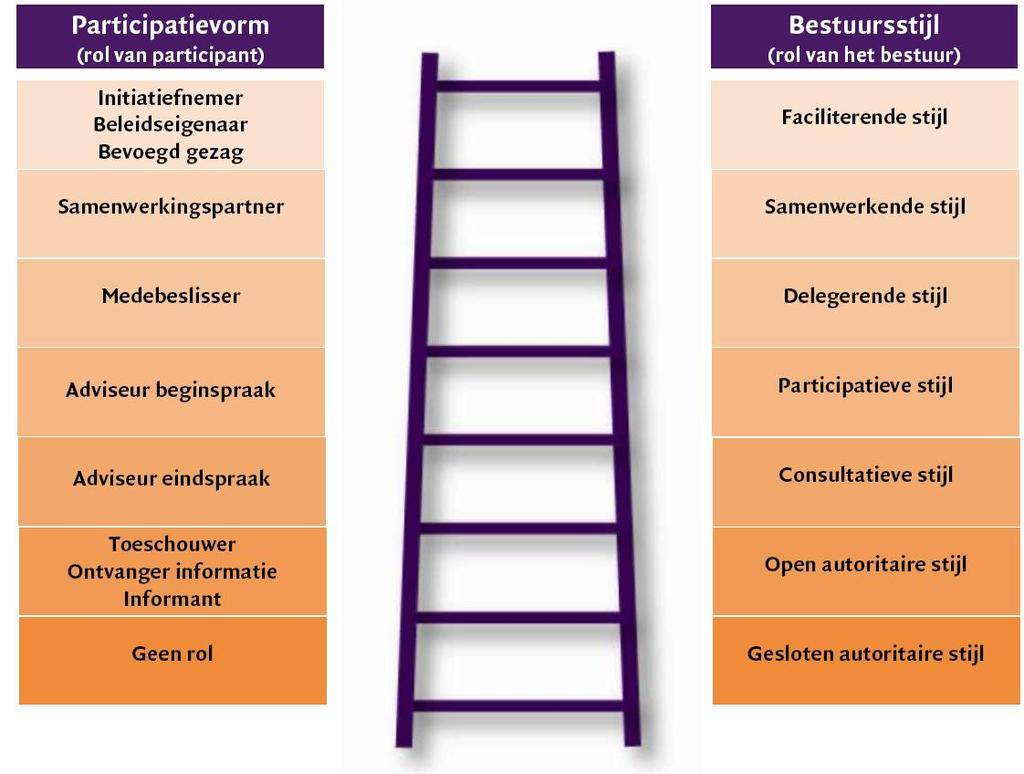 Participatievorm
(rol van participant)
Initiatiefnemer
Beleidseigenaar
Bevoegd gezag
Samenwerkingspartner
Medebeslisser
Adviseur beginspraak
Adviseur eindspraak
Toeschouwer
Ontvanger informatie
Informant
Geen rol
Bestuursstijl
(rol van het bestuur)
Faciliterende stijl
Samenwerkende stijl
Delegerende stijl
Participatieve stijl
Consultatieve stijl
Open autoritaire stijl
Gesloten autoritaire stijl